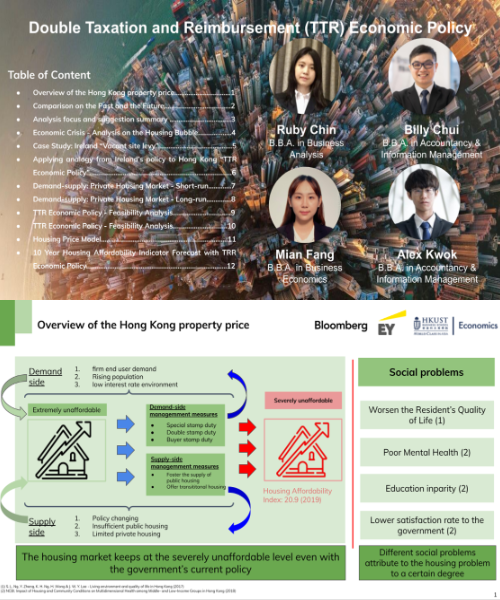 Double Taxation and Reimbursement (TTR) Economic Policy
Table of Content
• Overview of the Hong Kong property price.....................1
• Comparison on the Past and the Future.......................2
• Analysis focus and suggestion summary.......................3
• Economic Crisis - Analysis on the Housing Bubble............4
• Case Study: Ireland "Vacant site levy"......................5
• Applying analogy from Ireland's policy to Hong Kong "TTR
Economic Policy"..............................................6
• Demand-supply: Private Housing Market - Short-run.........7
• Demand-supply: Private Housing Market - Long-run..........8
• TTR Economic Policy - Feasibility Analysis..................9
• TTR Economic Policy - Feasibility Analysis..................10
• Housing Price Model.........................................11
• 10 Year Housing Affordability Indicator Forecast with TRR
Economic Policy...............................................12
Ruby Chin
B.B.A. in Business
Analysis
Billy Chui
B.B.A. in Accountancy &
Information Management
Mian Fang
B.B.A. in Business
Economics
Alex Kwok
B.B.A. in Accountancy &
Information Management
Overview of the Hong Kong property price
Bloomberg
EY
HKUST
Economics
Demand
side
1. firm end user demand
2. Rising population
3. low interest rate environment
Extremely unaffordable
Demand-side
management measures
• Special stamp duty
• Double stamp duty
• Buyer stamp duty
Supply-side
management measures
• Foster the supply of
public housing
• Offer transitional housing
Severely unaffordable
Housing Affordability
Index: 20.9 (2019)
Supply
side
1. Policy changing
2. Insufficient public housing
3. Limited private housing
The housing market keeps at the severely unaffordable level even with
the government's current policy
Social problems
Worsen the Resident's Quality
of Life (1)
Poor Mental Health (2)
Education inparity (2)
Lower satisfaction rate to the
government (2)
Different social problems
attribute to the housing problem
to a certain degree
1